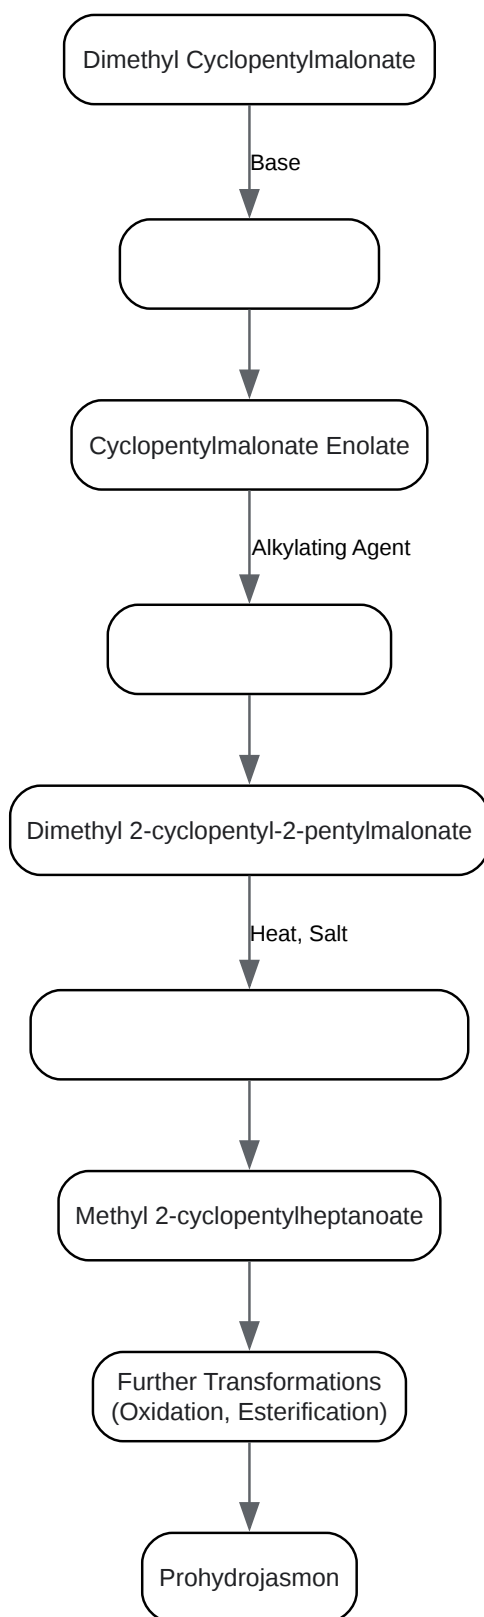 Dimethyl Cyclopentylmalonate
Base
Cyclopentylmalonate Enolate
Alkylating Agent
Dimethyl 2-cyclopentyl-2-pentylmalonate
Heat, Salt
Methyl 2-cyclopentylheptanoate
Further Transformations
(Oxidation, Esterification)
Prohydrojasmon